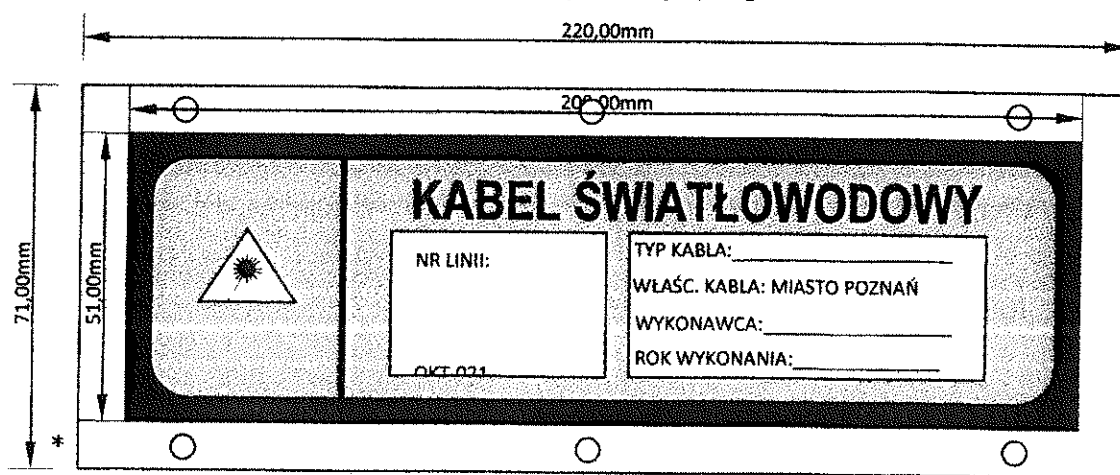 220,00mm
200,00mm
71,00mm
51,00mm
KABEL ŚWIATŁOWODOWY
NR LINII:
TYP KABLA:
WŁAŚC. KABLA: MIASTO POZNAŃ
WYKONAWCA:
ROK WYKONANIA:
*